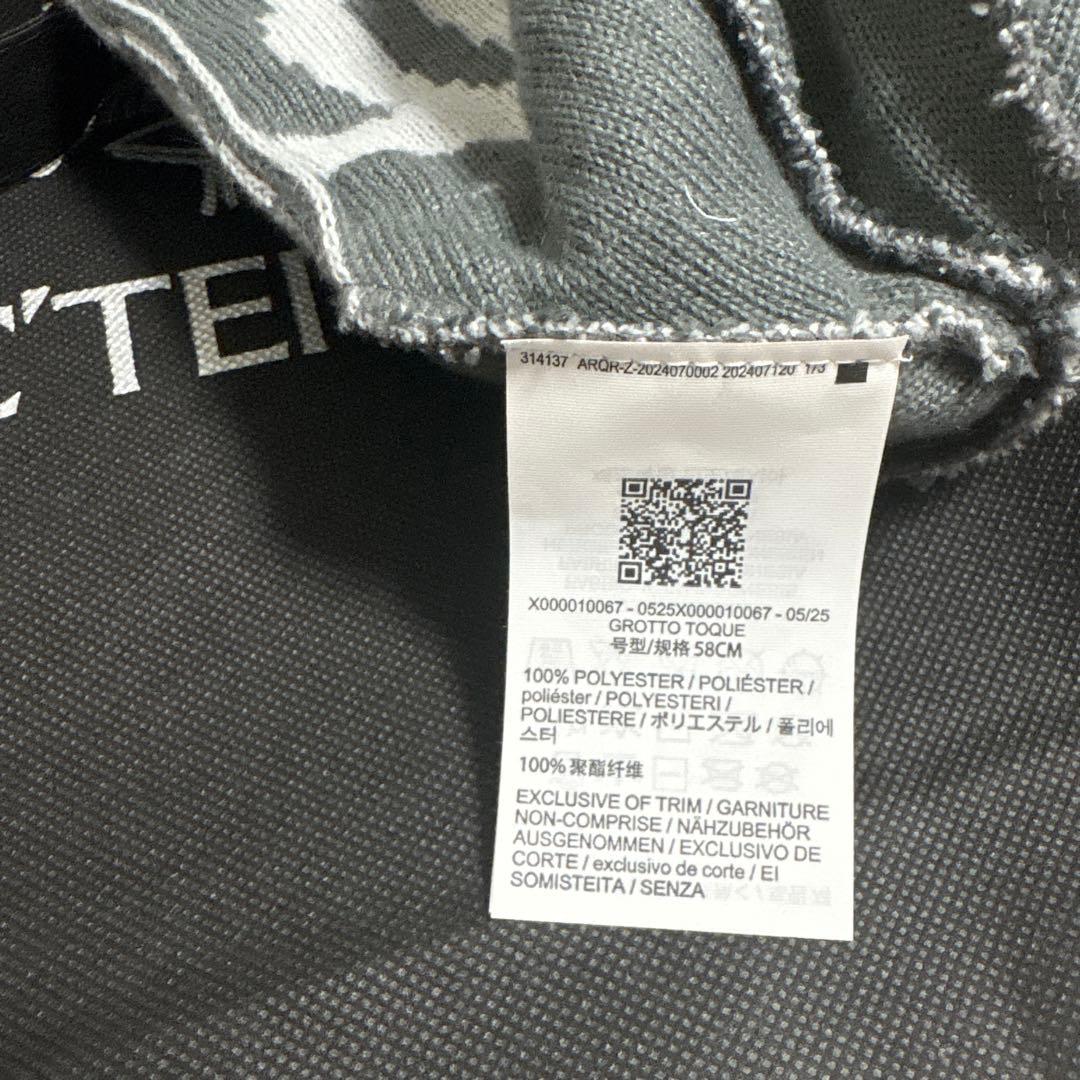 'TE
314137 ARQR-Z-2024070002 202407120 1/3
X000010067 - 0525X000010067 - 05/25
GROTTO TOQUE
号型/规格 58CM
100% POLYESTER / POLIÉSTER /
poliéster / POLYESTERI /
POLIESTERE / ポリエステル / 폴리에
스터
100% 聚酯纤维
EXCLUSIVE OF TRIM / GARNITURE
NON-COMPRISE / NÄHZUBEHÖR
AUSGENOMMEN / EXCLUSIVO DE
CORTE / exclusivo de corte / EI
SOMISTEITA / SENZA